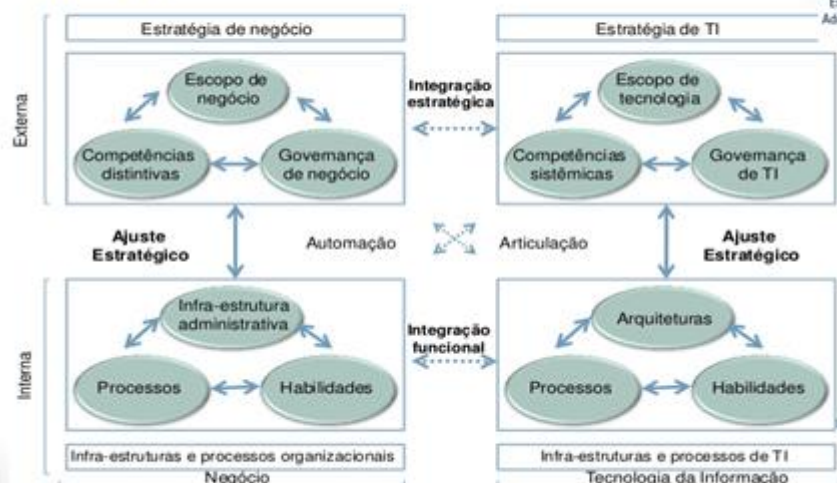 Estratégia de negócio
Estratégia de TI
Externa
Escopo de
negócio
Competências
distintivas
Governança
de negócio
Integração
estratégica
Escopo de
tecnologia
Competências
sistêmicas
Governança
de TI
Ajuste
Estratégico
Automação
Articulação
Ajuste
Estratégico
Interna
Infra-estrutura
administrativa
Processos
Habilidades
Integração
funcional
Arquiteturas
Processos
Habilidades
Infra-estruturas e processos organizacionais
Infra-estruturas e processos de TI
Negócio
Tecnologia da Informação